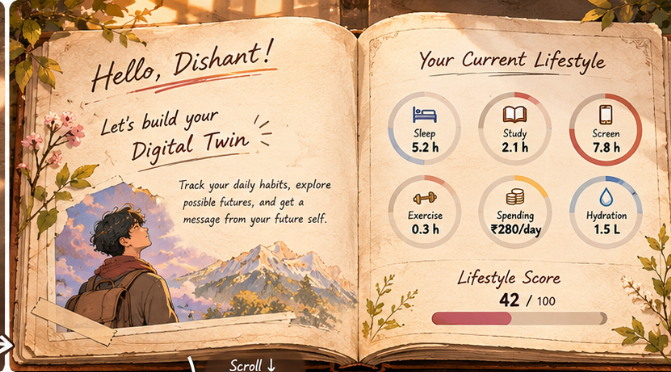 Hello, Dishant!
Let's build your
Digital Twin
Track your daily habits, explore
possible futures, and get a
message from your future self.
Your Current Lifestyle
Sleep
5.2 h
Study
2.1 h
Screen
7.8 h
Exercise
0.3 h
Spending
₹280/day
Hydration
1.5 L
Lifestyle Score
42 / 100
Scroll ↓